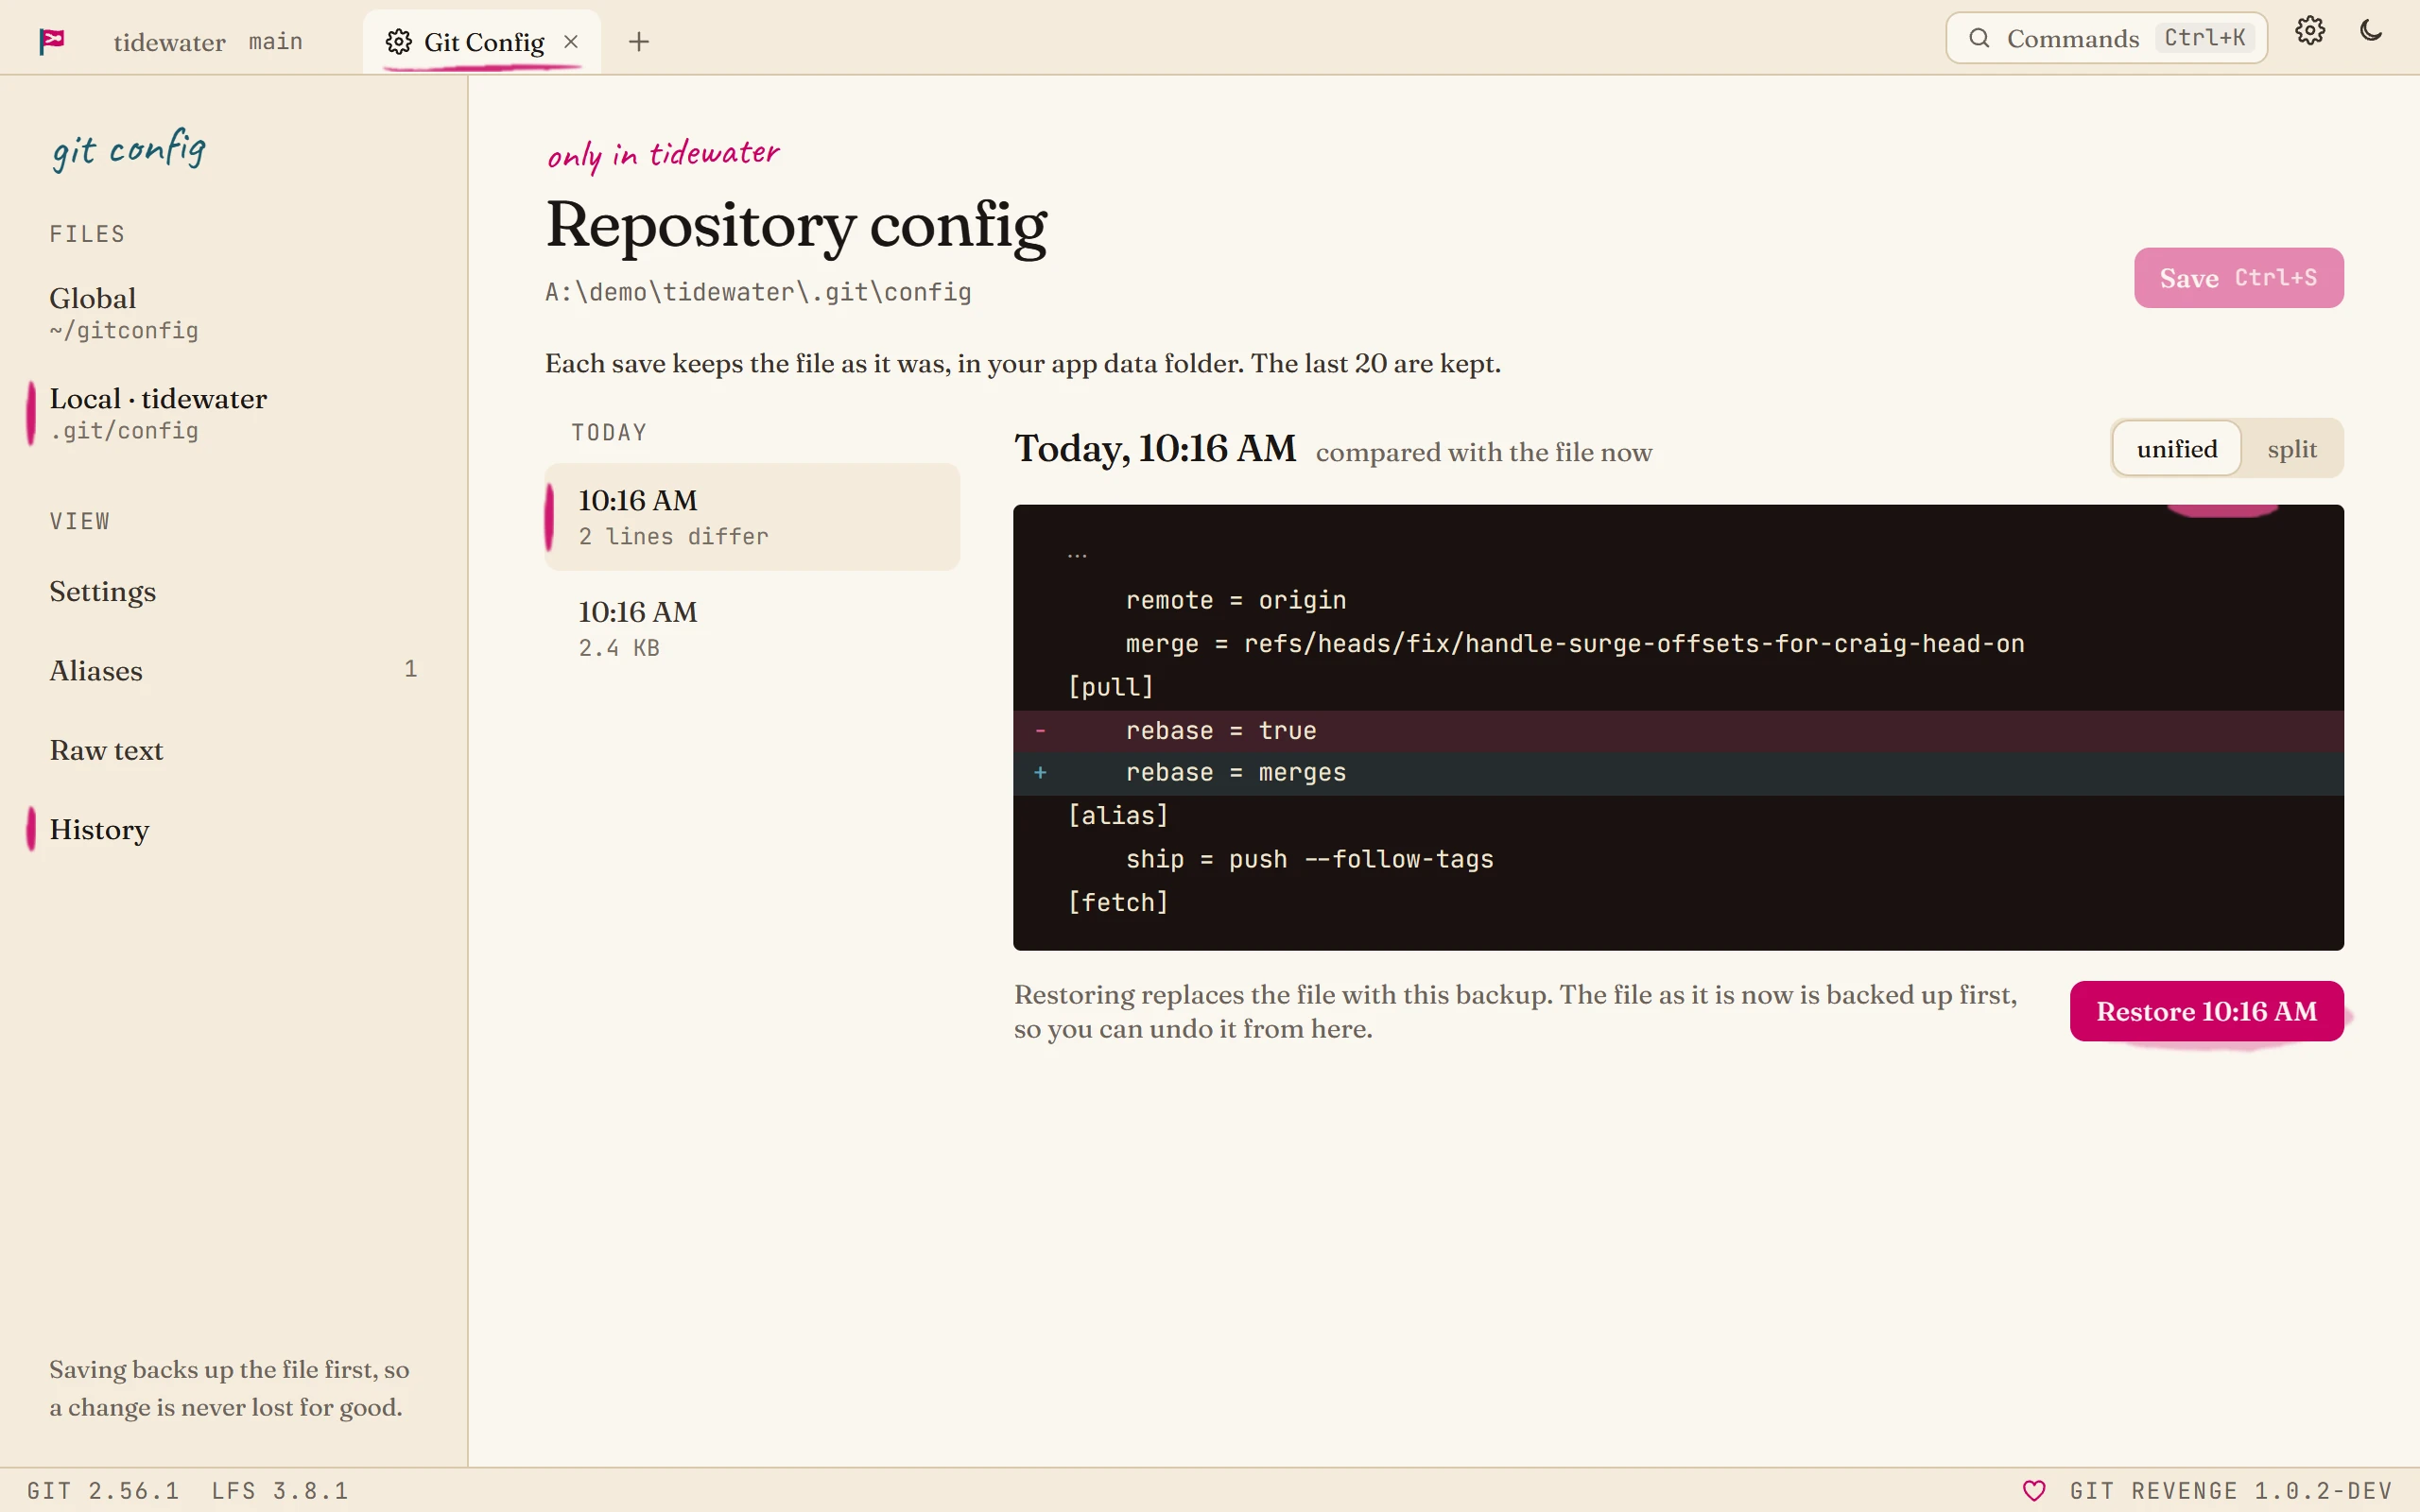 tidewater main
Git Config
Commands Ctrl+K
git config
FILES
Global
~/gitconfig
Local · tidewater
.git/config
VIEW
Settings
Aliases 1
Raw text
History
Saving backs up the file first, so
a change is never lost for good.
only in tidewater
Repository config
A:\demo\tidewater\.git\config
Save Ctrl+S
Each save keeps the file as it was, in your app data folder. The last 20 are kept.
TODAY
10:16 AM
2 lines differ
10:16 AM
2.4 KB
Today, 10:16 AM compared with the file now
unified split
...
remote = origin
merge = refs/heads/fix/handle-surge-offsets-for-craig-head-on
[pull]
- rebase = true
+ rebase = merges
[alias]
ship = push --follow-tags
[fetch]
Restoring replaces the file with this backup. The file as it is now is backed up first,
so you can undo it from here.
Restore 10:16 AM
GIT 2.56.1 LFS 3.8.1
GIT REVENGE 1.0.2-DEV